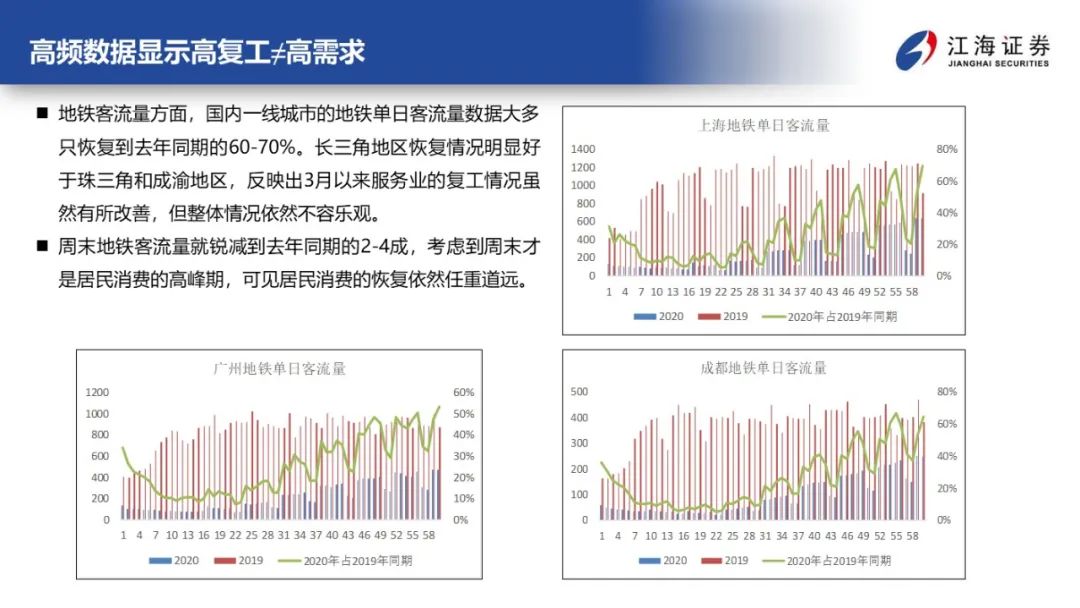 高频数据显示高复工≠高需求
江海证券
JIANGHAI SECURITIES
■ 地铁客流量方面，国内一线城市的地铁单日客流量数据大多
只恢复到去年同期的60-70%。长三角地区恢复情况明显好
于珠三角和成渝地区，反映出3月以来服务业的复工情况虽
然有所改善，但整体情况依然不容乐观。
■ 周末地铁客流量就锐减到去年同期的2-4成，考虑到周末才
是居民消费的高峰期，可见居民消费的恢复依然任重道远。
上海地铁单日客流量
1400 80%
1200
1000 60%
800
600 40%
400 20%
200
0 0%
1 4 7 10 13 16 19 22 25 28 31 34 37 40 43 46 49 52 55 58
2020 2019 2020年占2019年同期
广州地铁单日客流量
1200 60%
1000 50%
800 40%
600 30%
400 20%
200 10%
0 0%
1 4 7 10 13 16 19 22 25 28 31 34 37 40 43 46 49 52 55 58
2020 2019 2020年占2019年同期
成都地铁单日客流量
500 80%
400 60%
300 40%
200
100 20%
0 0%
1 4 7 10 13 16 19 22 25 28 31 34 37 40 43 46 49 52 55 58
2020 2019 2020年占2019年同期